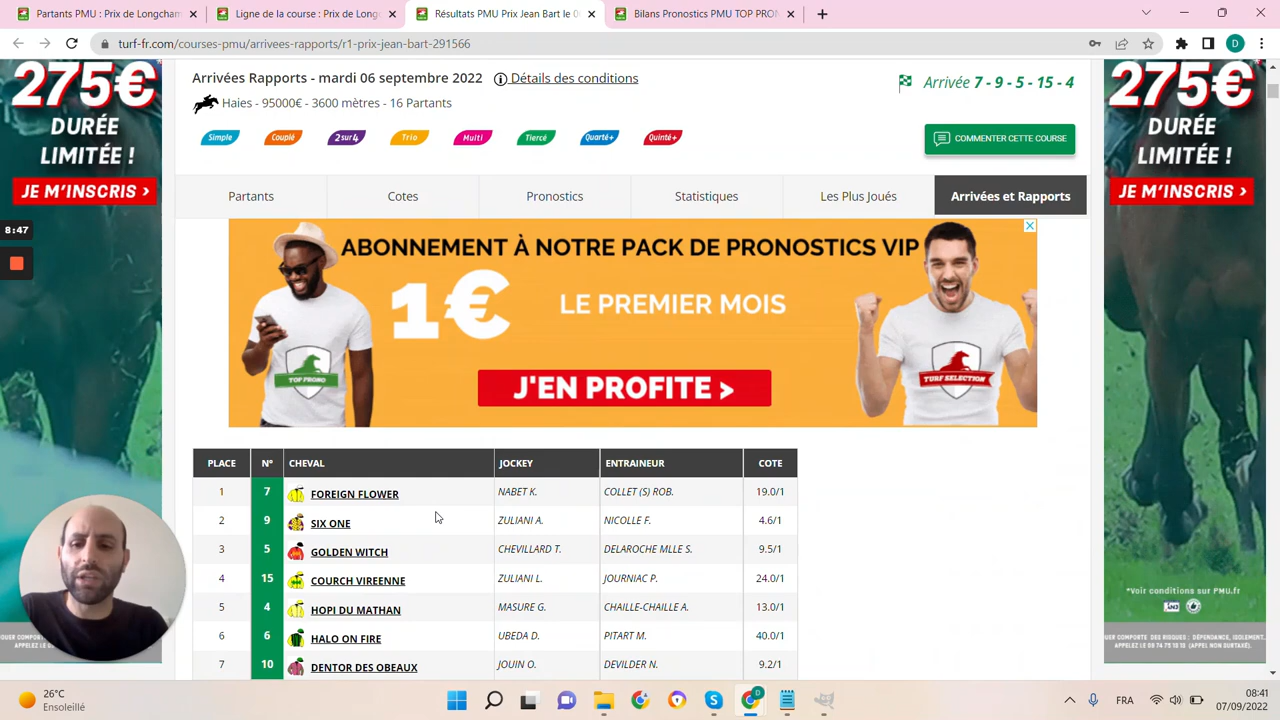 Partants PMU : Prix de Longcham
Ligne de la course : Prix de Long
Résultats PMU Prix Jean Bart le 0
Bilans Pronostics PMU TOP PRON
turf-fr.com/courses-pmu/arrivees-rapports/r1-prix-jean-bart-291566
275€
DURÉE
LIMITÉE !
JE M'INSCRIS >
8:47
Arrivées Rapports - mardi 06 septembre 2022 Détails des conditions
Haies - 95000€ - 3600 mètres - 16 Partants
Arrivée 7 - 9 - 5 - 15 - 4
Simple Couplé 2sur4 Trio Multi Tiercé Quarté+ Quinté+
COMMENTER CETTE COURSE
Partants Cotes Pronostics Statistiques Les Plus Joués Arrivées et Rapports
ABONNEMENT À NOTRE PACK DE PRONOSTICS VIP
1€ LE PREMIER MOIS
J'EN PROFITE >
TOP PRONO
TURF SELECTION
PLACE N° CHEVAL JOCKEY ENTRAINEUR COTE
1 7 FOREIGN FLOWER NABET K. COLLET (S) ROB. 19.0/1
2 9 SIX ONE ZULIANI A. NICOLLE F. 4.6/1
3 5 GOLDEN WITCH CHEVILLARD T. DELAROCHE MLLE S. 9.5/1
4 15 COURCH VIREENNE ZULIANI L. JOURNIAC P. 24.0/1
5 4 HOPI DU MATHAN MASURE G. CHAILLE-CHAILLE A. 13.0/1
6 6 HALO ON FIRE UBEDA D. PITART M. 40.0/1
7 10 DENTOR DES OBEAUX JOUIN O. DEVILDER N. 9.2/1
275€
DURÉE
LIMITÉE !
JE M'INSCRIS >
*Voir conditions sur PMU.fr
26°C
Ensoleillé
FRA
08:41
07/09/2022